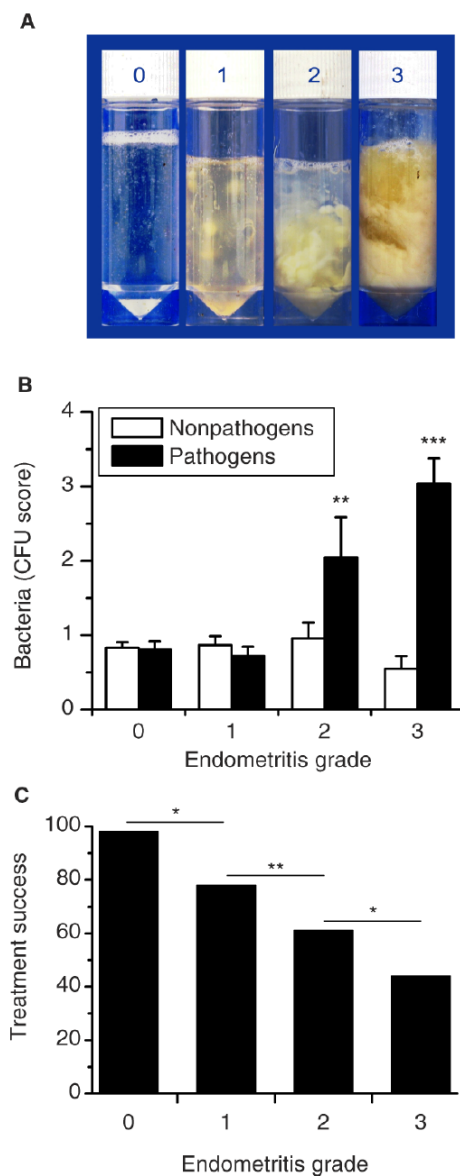 A
0 1 2 3
B
4
3
2
1
0
Bacteria (CFU score)
Nonpathogens
Pathogens
**
***
0 1 2 3
Endometritis grade
C
100
80
60
40
20
0
Treatment success
*
**
*
0 1 2 3
Endometritis grade